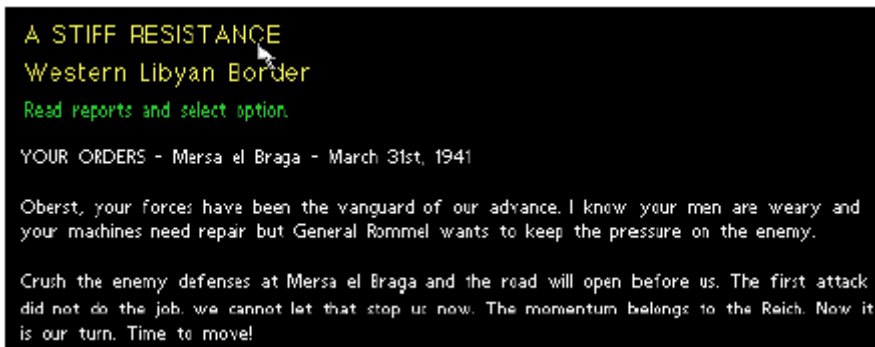 A STIFF RESISTANCE
Western Libyan Border
Read reports and select option.
YOUR ORDERS - Mersa el Braga - March 31st, 1941
Oberst, your forces have been the vanguard of our advance. I know your men are weary and
your machines need repair but General Rommel wants to keep the pressure on the enemy.
Crush the enemy defenses at Mersa el Braga and the road will open before us. The first attack
did not do the job. we cannot let that stop us now. The momentum belongs to the Reich. Now it
is our turn. Time to move!